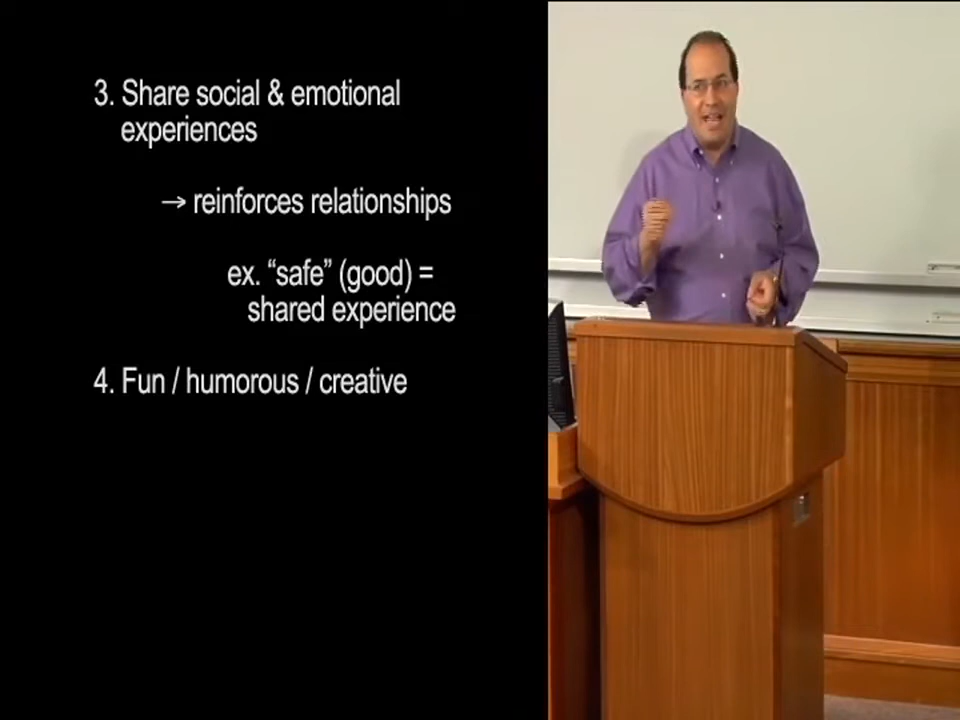 3. Share social & emotional
experiences
→ reinforces relationships
ex. “safe” (good) =
shared experience
4. Fun / humorous / creative